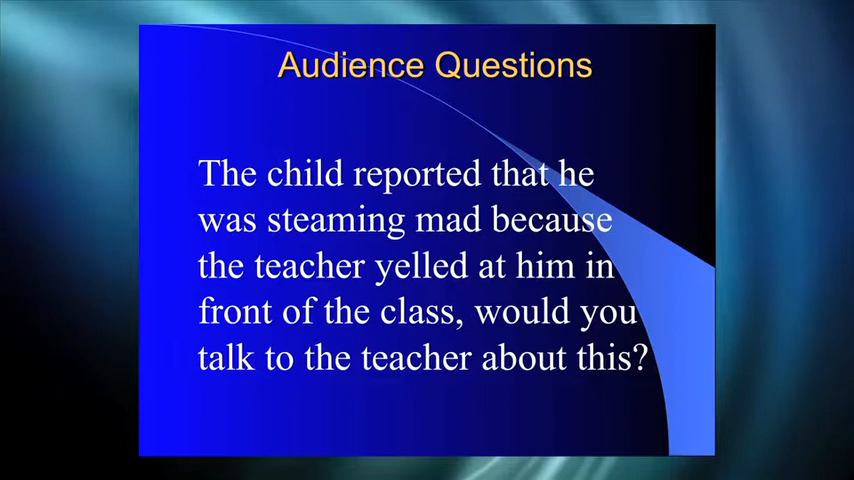 Audience Questions
The child reported that he
was steaming mad because
the teacher yelled at him in
front of the class, would you
talk to the teacher about this?